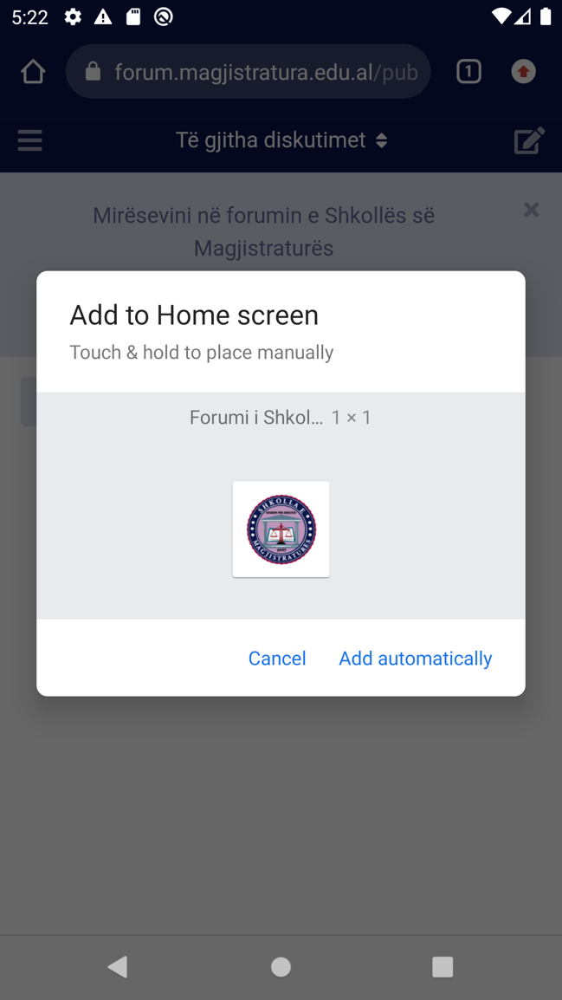 5:22
forum.magjistratura.edu.al/pub
1
Të gjitha diskutimet
Mirësevini në forumin e Shkollës së
Magjistraturës
Add to Home screen
Touch & hold to place manually
Forumi i Shkol... 1 × 1
SHKOLLA E
MAGJISTRATURËS
Cancel
Add automatically